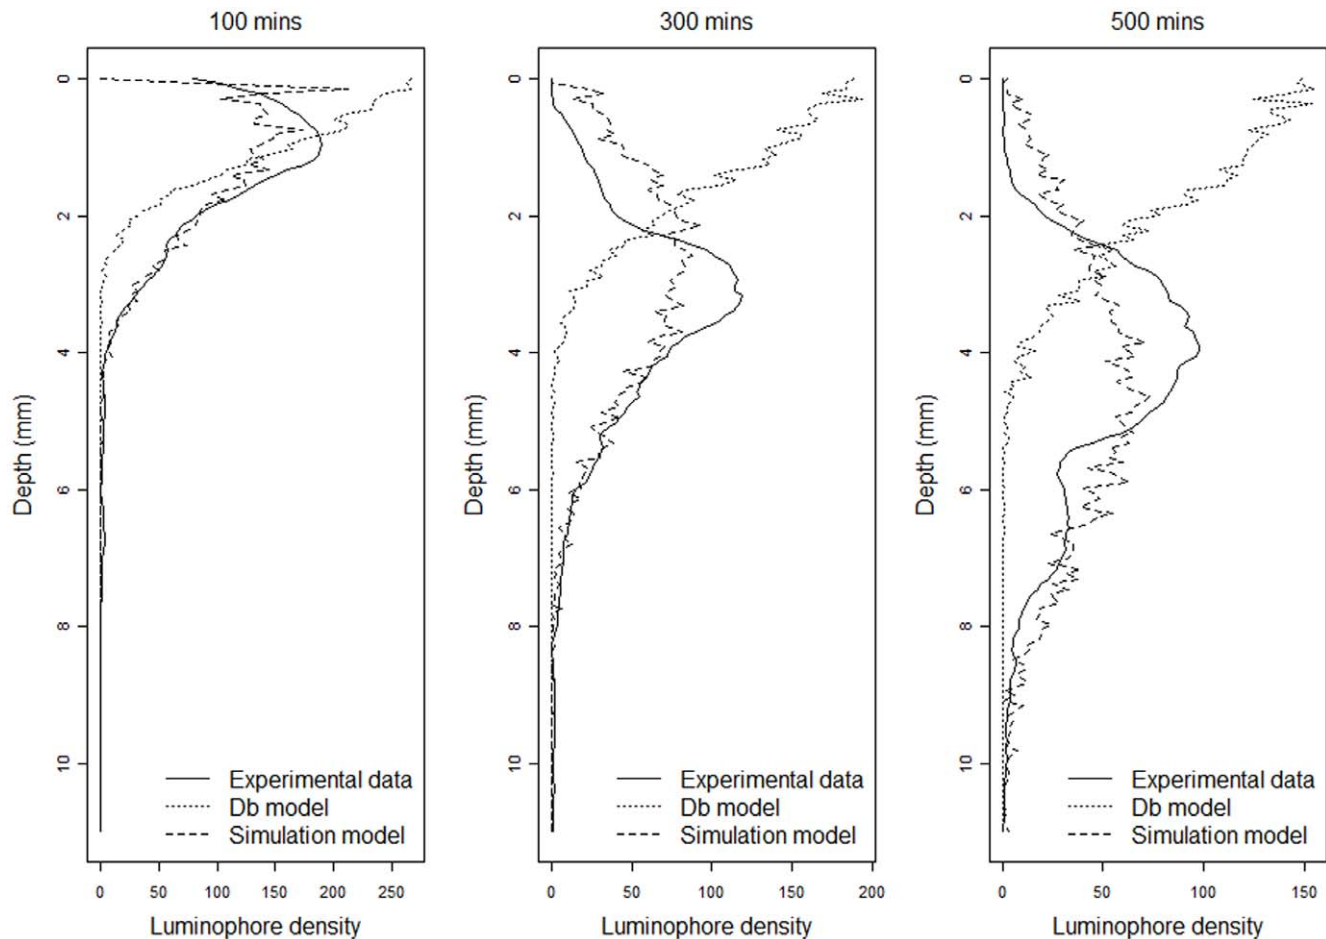 100 mins
0
2
4
6
8
10
Depth (mm)
Experimental data
Db model
Simulation model
0 50 100 150 200 250
Luminophore density
300 mins
0
2
4
6
8
10
Depth (mm)
Experimental data
Db model
Simulation model
0 50 100 150 200
Luminophore density
500 mins
0
2
4
6
8
10
Depth (mm)
Experimental data
Db model
Simulation model
0 50 100 150
Luminophore density